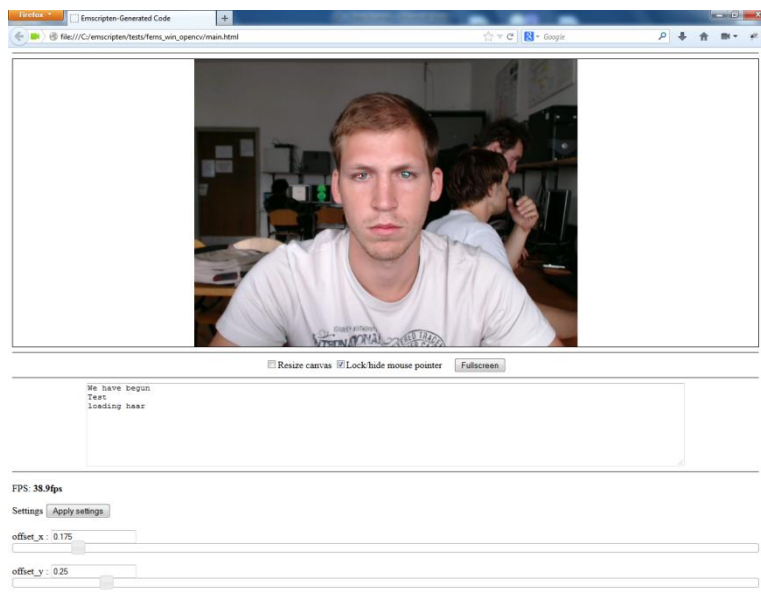 Firefox
Emscripten-Generated Code
+
file:///C:/emscripten/tests/ferns_win_opencv/main.html
Google
Resize canvas Lock/hide mouse pointer Fullscreen
We have begun
Test
loading haar
FPS: 38.9fps
Settings Apply settings
offset_x : 0.175
offset_y : 0.25